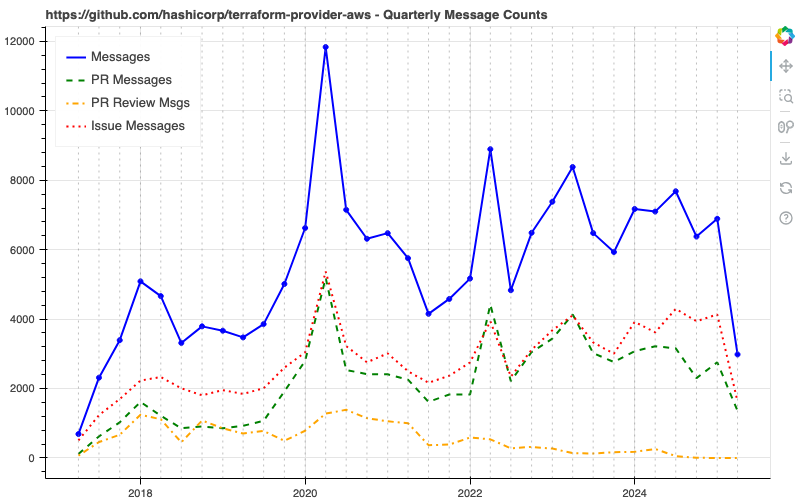 https://github.com/hashicorp/terraform-provider-aws - Quarterly Message Counts
Messages
PR Messages
PR Review Msgs
Issue Messages
12000
10000
8000
6000
4000
2000
0
2018
2020
2022
2024